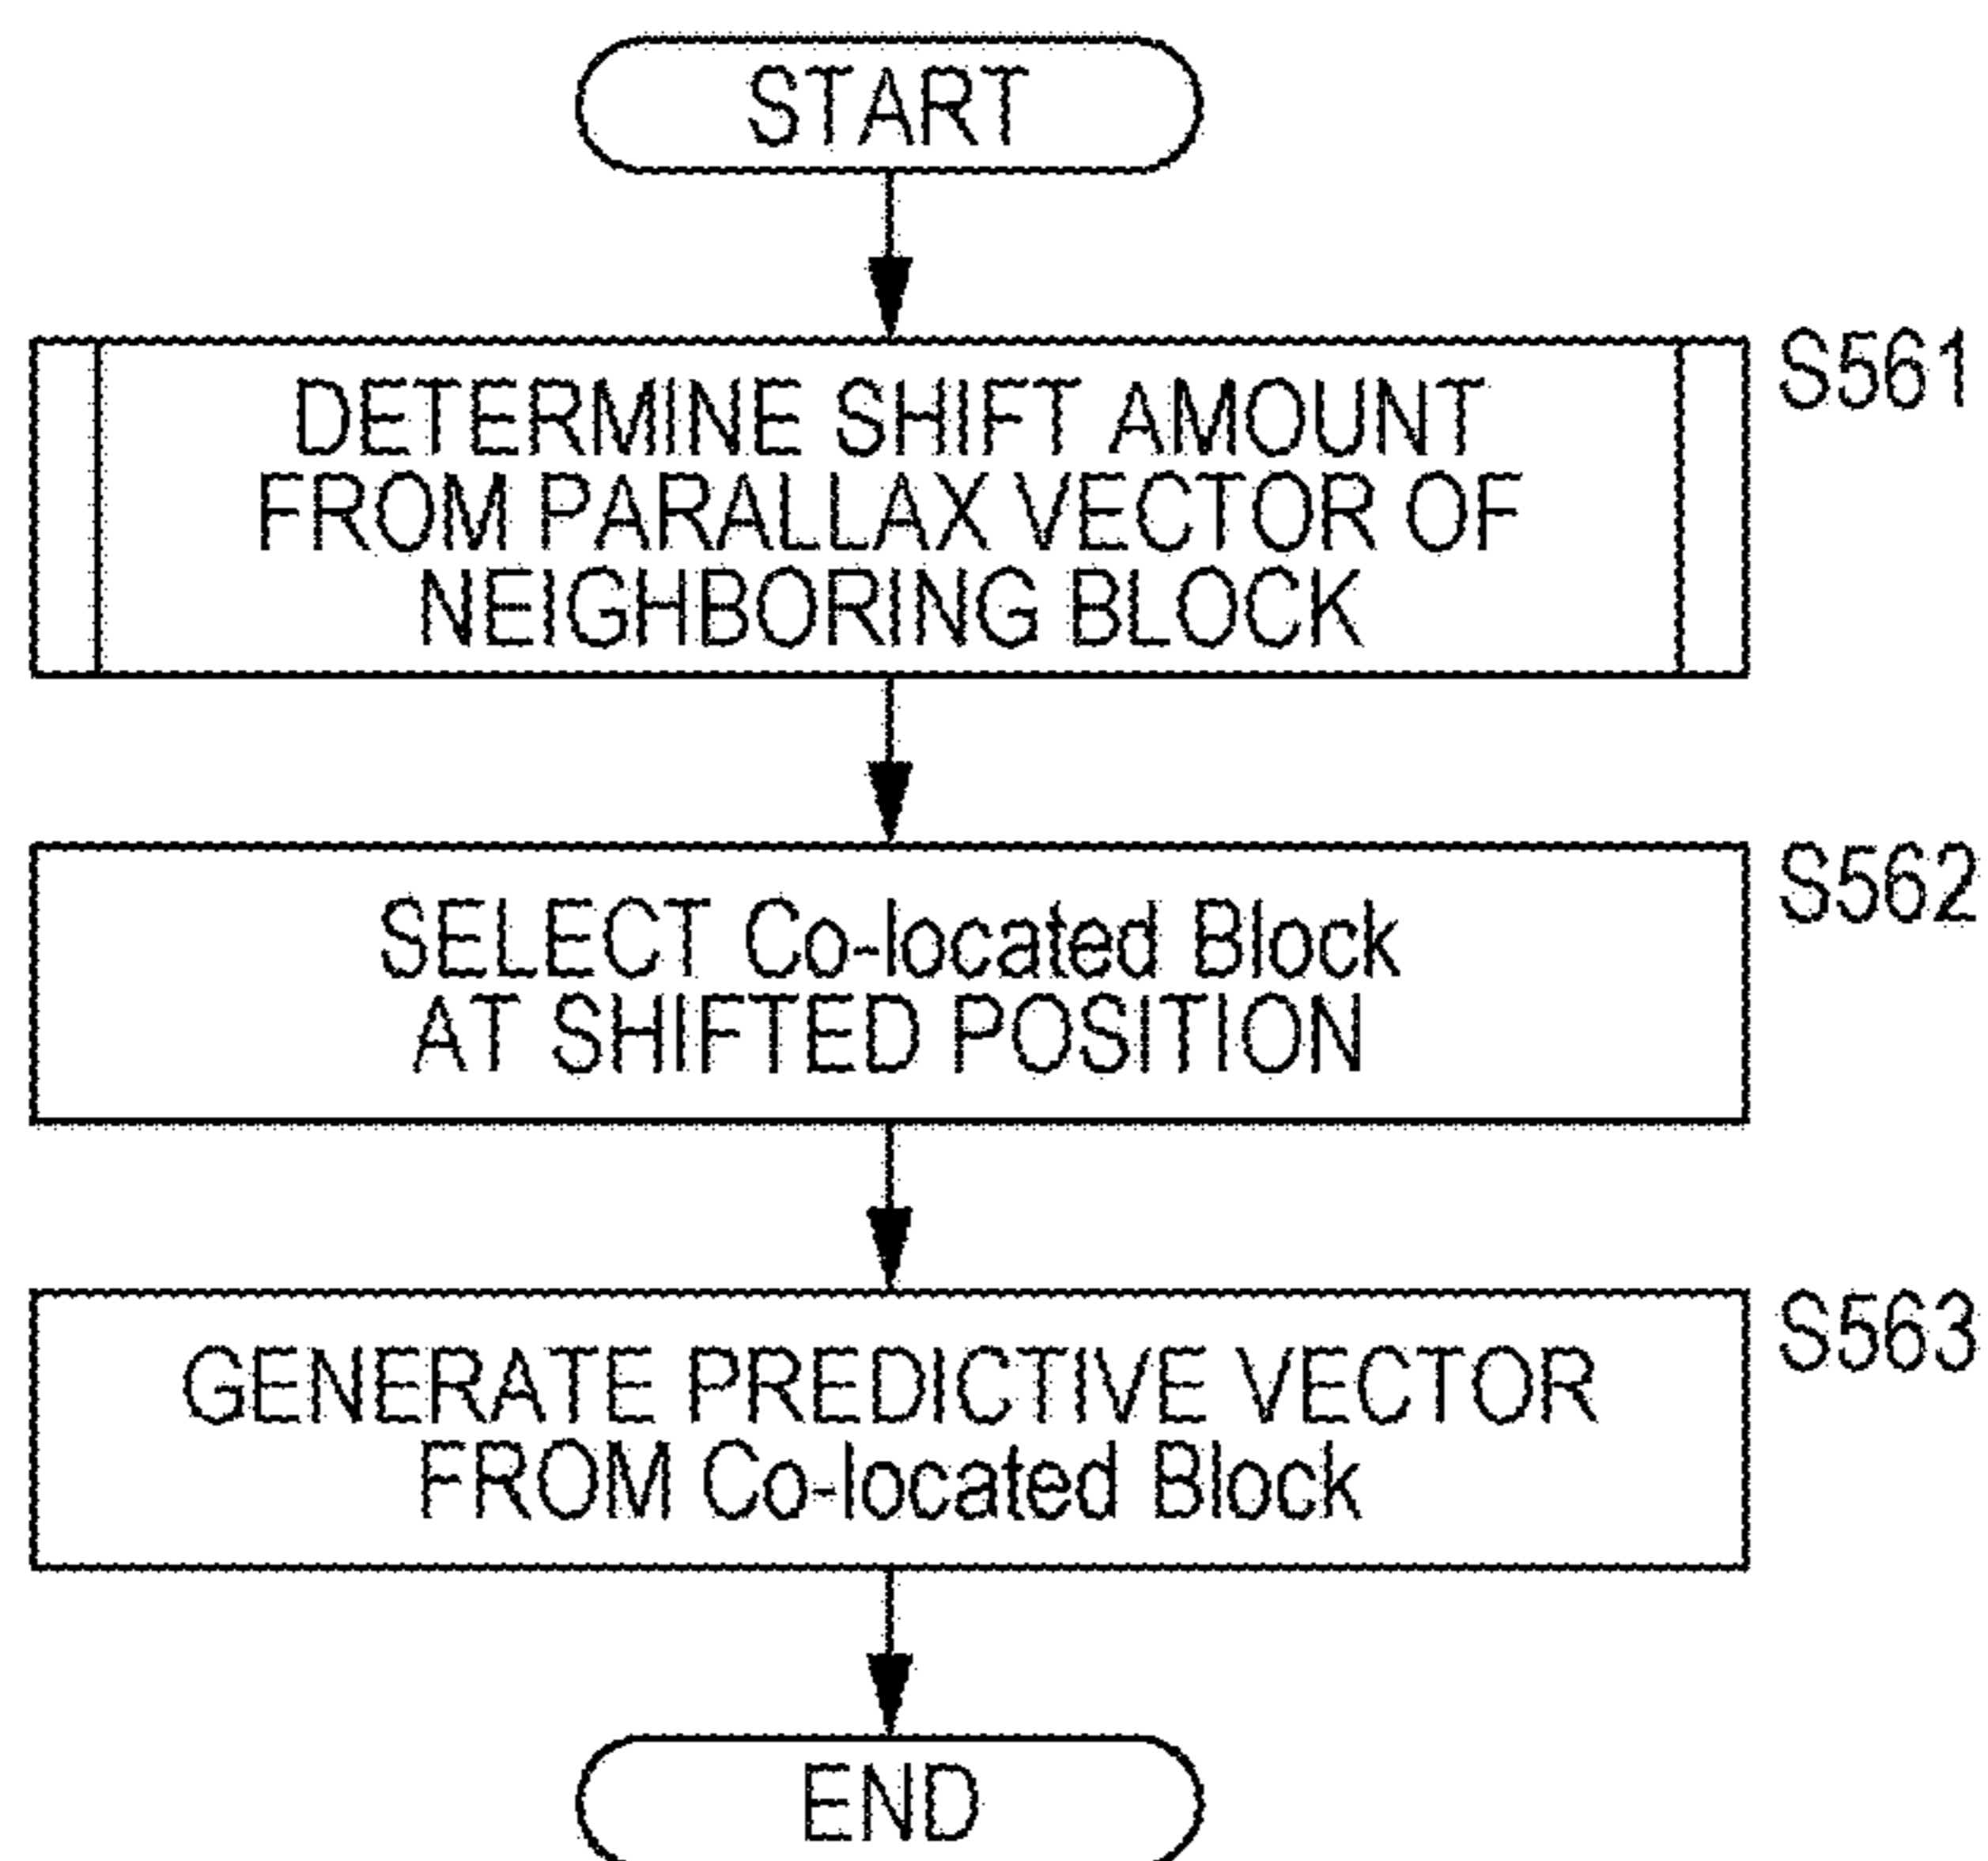 START
S561
DETERMINE SHIFT AMOUNT
FROM PARALLAX VECTOR OF
NEIGHBORING BLOCK
S562
SELECT Co-located Block
AT SHIFTED POSITION
S563
GENERATE PREDICTIVE VECTOR
FROM Co-located Block
END